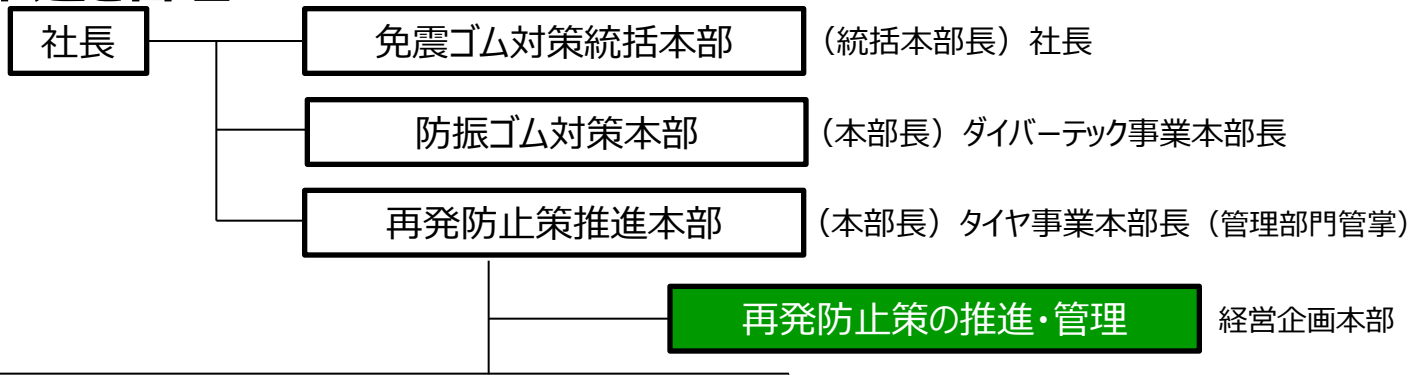 社長 免震ゴム対策統括本部 （統括本部長）社長
防振ゴム対策本部 （本部長）ダイバーテック事業本部長
再発防止策推進本部 （本部長）タイヤ事業本部長（管理部門管掌）
再発防止策の推進・管理 経営企画本部